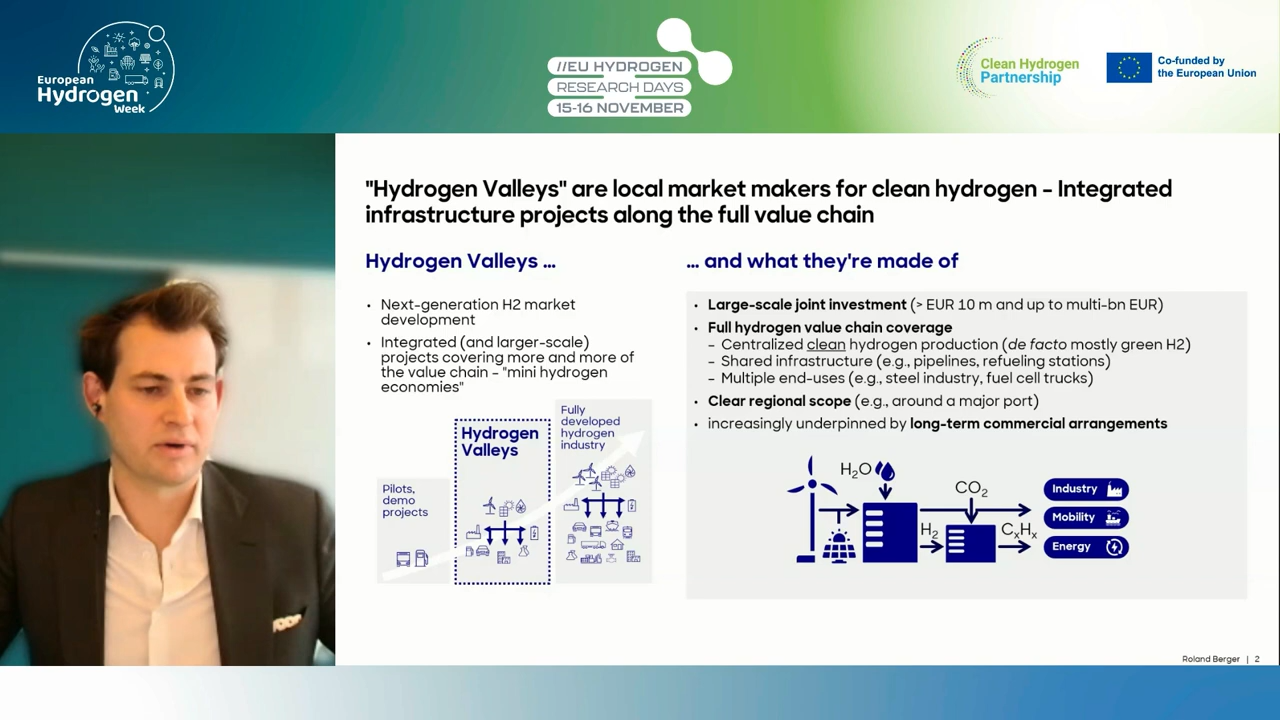 European
Hydrogen
Week
//EU HYDROGEN
RESEARCH DAYS
15-16 NOVEMBER
Clean Hydrogen
Partnership
Co-funded by
the European Union
"Hydrogen Valleys" are local market makers for clean hydrogen – Integrated
infrastructure projects along the full value chain
Hydrogen Valleys ...
• Next-generation H2 market
development
• Integrated (and larger-scale)
projects covering more and more of
the value chain – "mini hydrogen
economies"
Pilots,
demo
projects
Hydrogen
Valleys
Fully
developed
hydrogen
industry
... and what they're made of
• Large-scale joint investment (> EUR 10 m and up to multi-bn EUR)
• Full hydrogen value chain coverage
– Centralized clean hydrogen production (de facto mostly green H2)
– Shared infrastructure (e.g., pipelines, refueling stations)
– Multiple end-uses (e.g., steel industry, fuel cell trucks)
• Clear regional scope (e.g., around a major port)
• increasingly underpinned by long-term commercial arrangements
H₂O
CO₂
H₂
CₓHₓ
Industry
Mobility
Energy
Roland Berger | 2